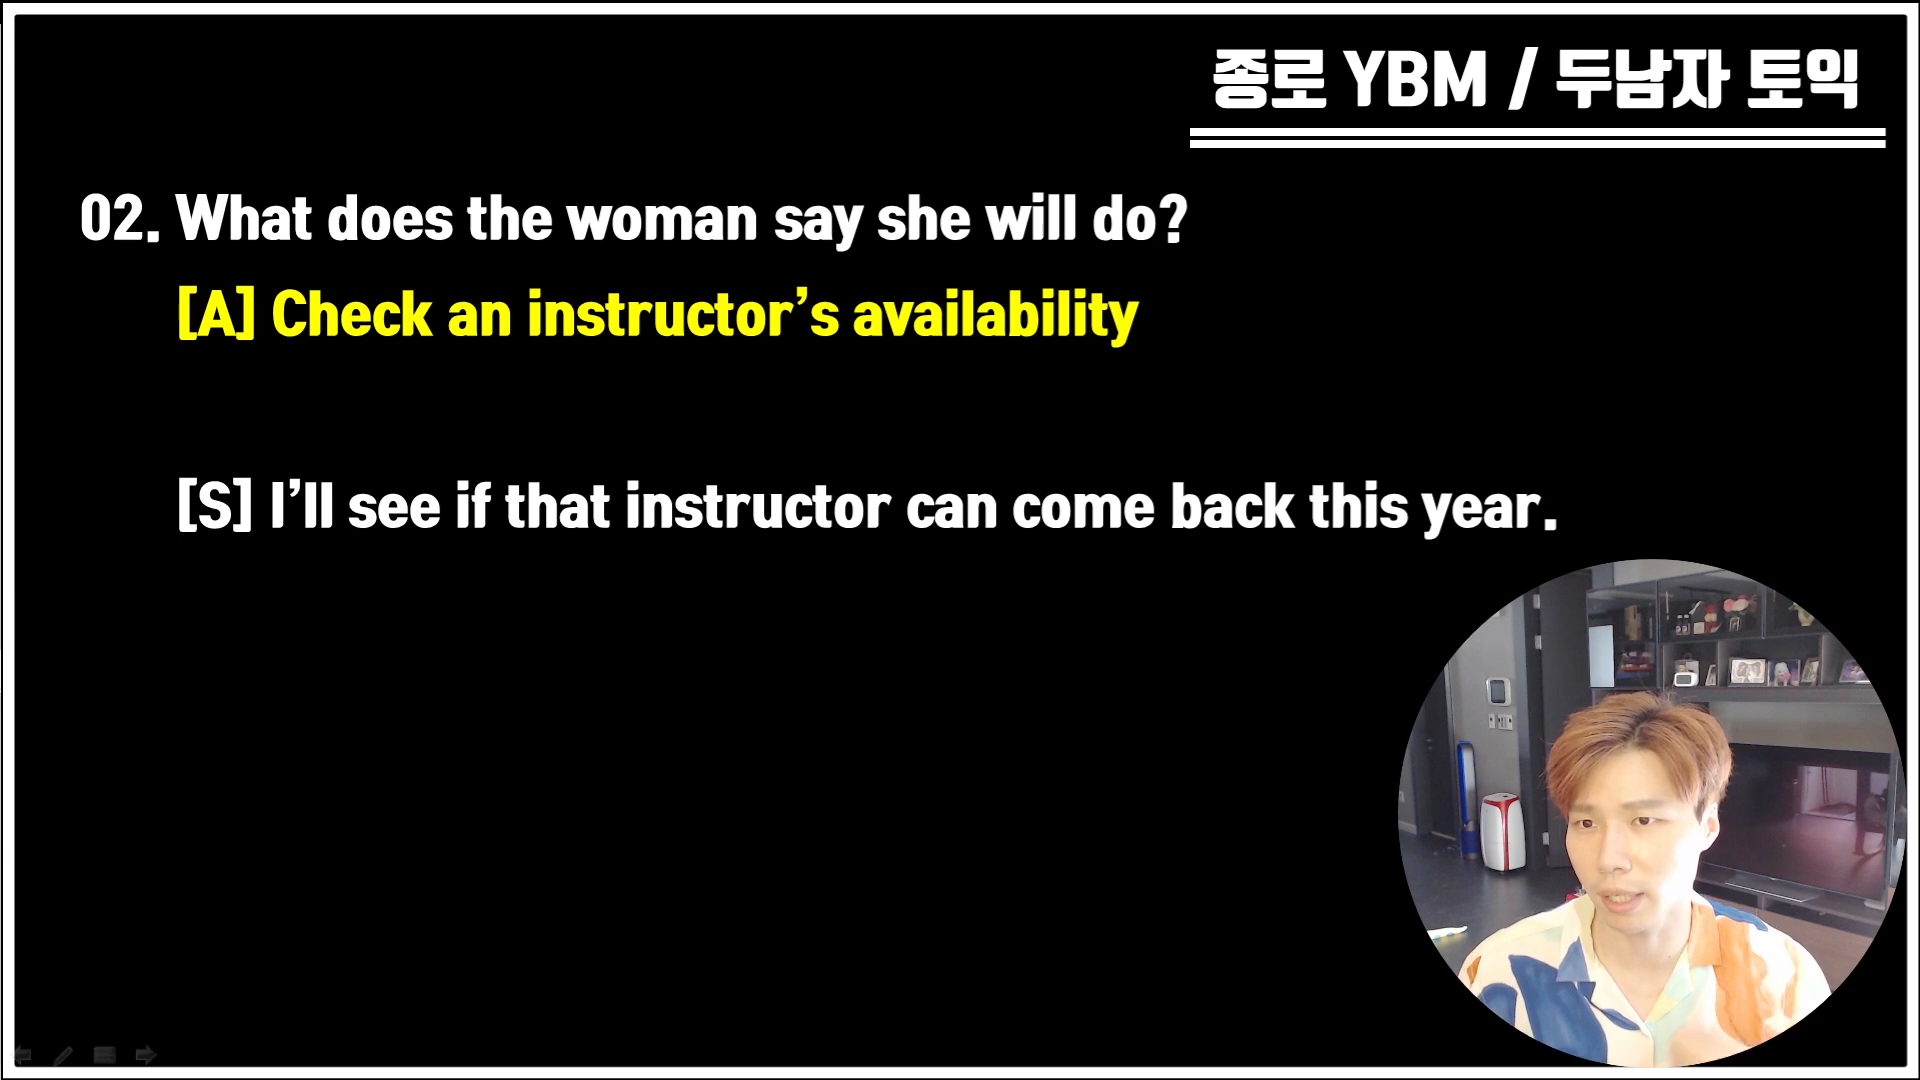 종로 YBM / 두남자 토익
02. What does the woman say she will do?
[A] Check an instructor’s availability
[S] I’ll see if that instructor can come back this year.